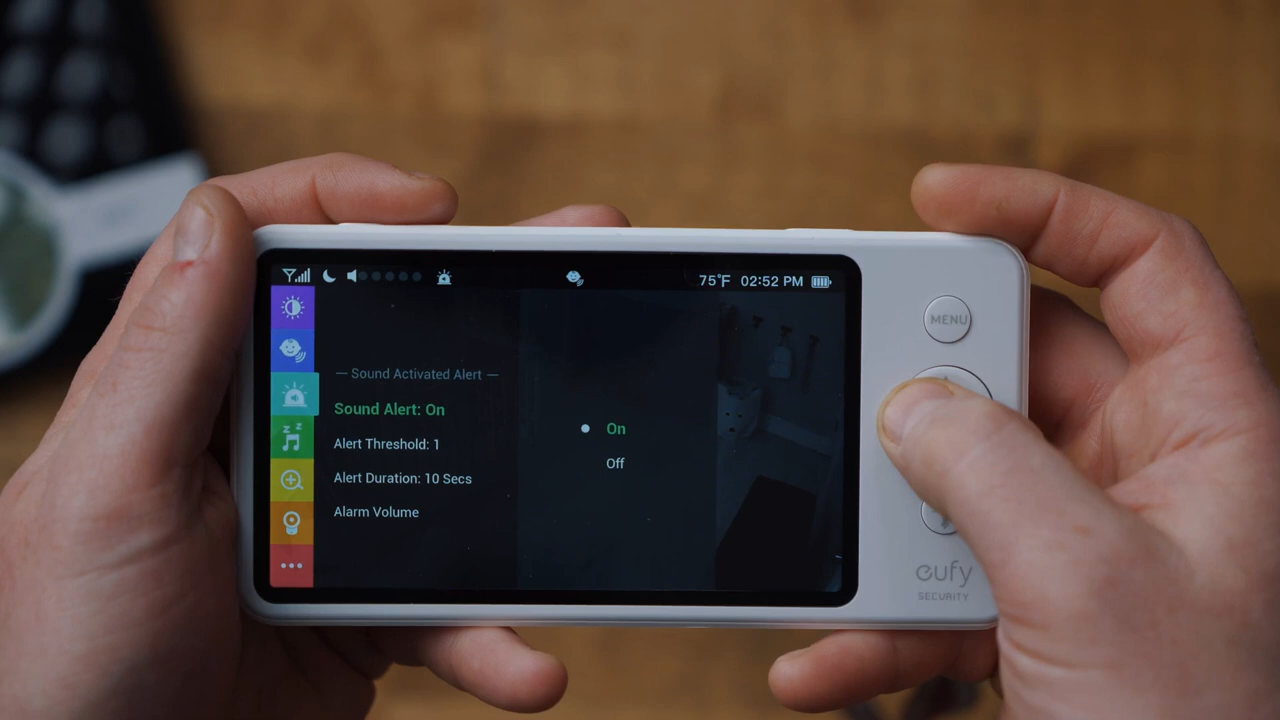 75°F 02:52 PM
MENU
— Sound Activated Alert —
Sound Alert: On
On
Alert Threshold: 1
Off
Alert Duration: 10 Secs
Alarm Volume
eufy
SECURITY